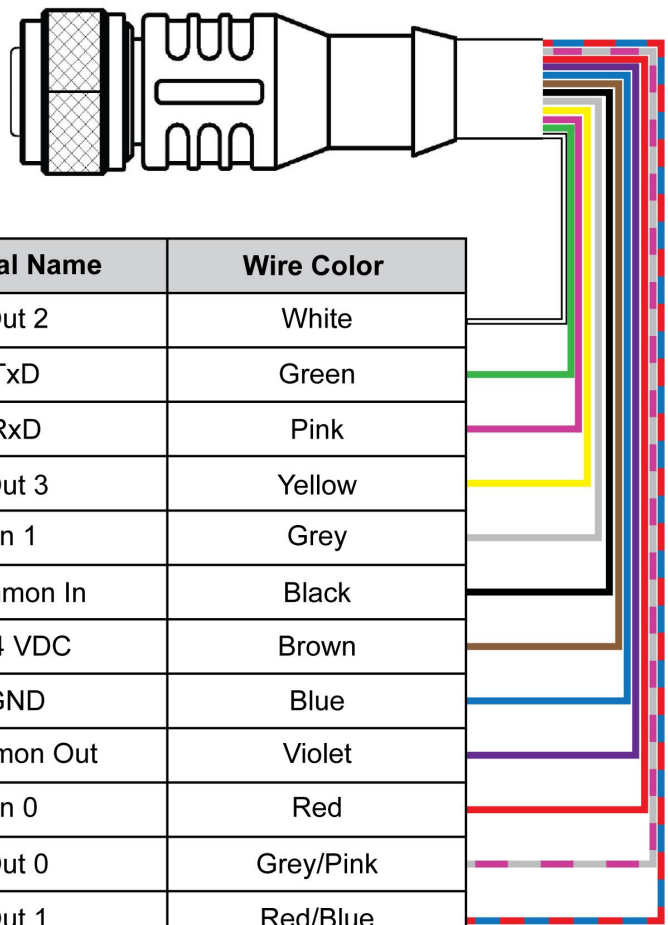 al Name Wire Color
Out 2 White
TxD Green
RxD Pink
Out 3 Yellow
n 1 Grey
mmon In Black
4 VDC Brown
GND Blue
mon Out Violet
n 0 Red
Out 0 Grey/Pink
Out 1 Red/Blue